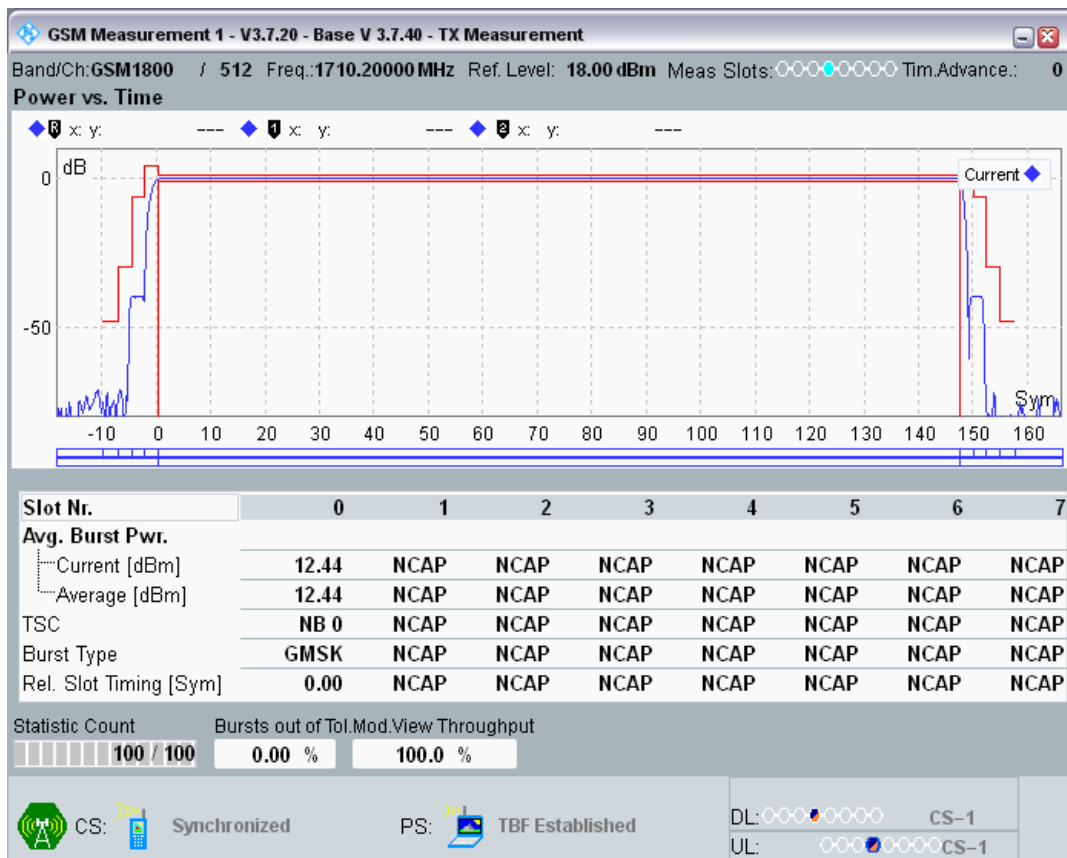 GSM Measurement 1 - V3.7.20 - Base V 3.7.40 - TX Measurement
Band/Ch:GSM1800 / 512 Freq.:1710.20000 MHz Ref. Level: 18.00 dBm Meas Slots: Tim.Advance.: 0
Power vs. Time
R x: y: --- 1 x: y: --- 2 x: y: ---
dB
0
Current
-50
Sym
-10 0 10 20 30 40 50 60 70 80 90 100 110 120 130 140 150 160
Slot Nr. 0 1 2 3 4 5 6 7
Avg. Burst Pwr.
Current [dBm] 12.44 NCAP NCAP NCAP NCAP NCAP NCAP NCAP
Average [dBm] 12.44 NCAP NCAP NCAP NCAP NCAP NCAP NCAP
TSC NB 0 NCAP NCAP NCAP NCAP NCAP NCAP NCAP
Burst Type GMSK NCAP NCAP NCAP NCAP NCAP NCAP NCAP
Rel. Slot Timing [Sym] 0.00 NCAP NCAP NCAP NCAP NCAP NCAP NCAP
Statistic Count Bursts out of Tol. Mod.View Throughput
100 / 100 0.00 % 100.0 %
CS: Synchronized PS: TBF Established
DL: CS-1
UL: CS-1